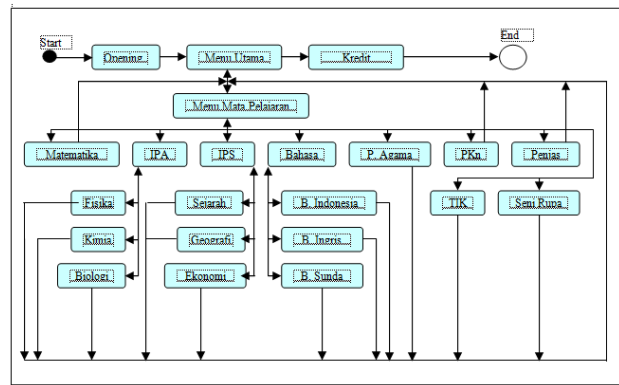 Start
End
Opening
Menu Utama
Kredit
Menu Mata Pelajaran
Matematika
IPA
IPS
Bahasa
P. Agama
PKn
Penjas
Fisika
Sejarah
B. Indonesia
TIK
Seni Rupa
Kimia
Geografi
B. Ingris
Biologi
Ekonomi
B. Sunda